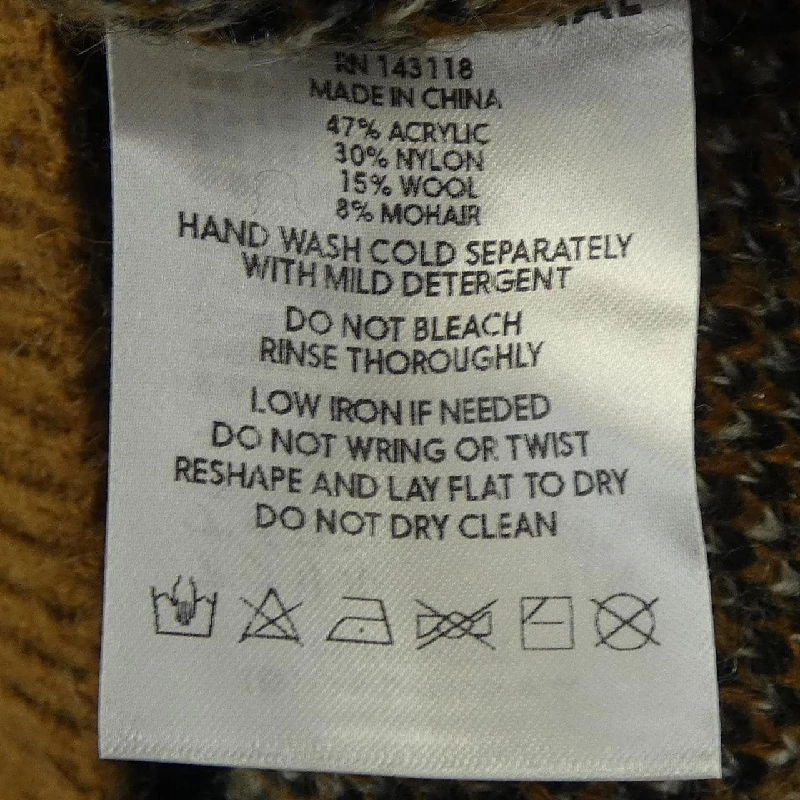 RN 143118
MADE IN CHINA
47% ACRYLIC
30% NYLON
15% WOOL
8% MOHAIR
HAND WASH COLD SEPARATELY
WITH MILD DETERGENT
DO NOT BLEACH
RINSE THOROUGHLY
LOW IRON IF NEEDED
DO NOT WRING OR TWIST
RESHAPE AND LAY FLAT TO DRY
DO NOT DRY CLEAN